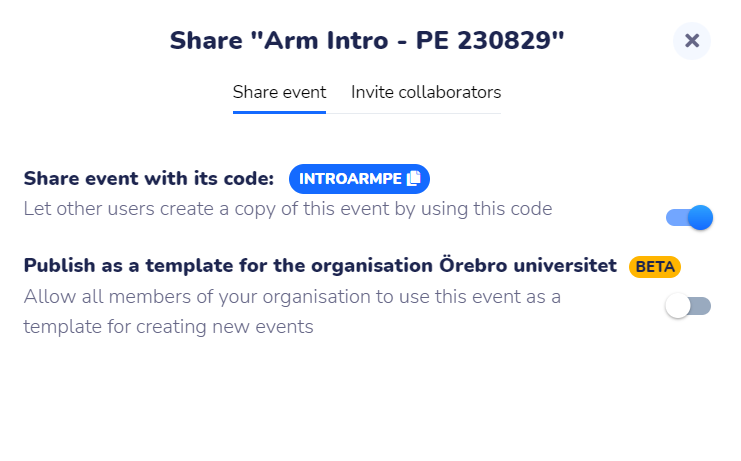 Share "Arm Intro - PE 230829"
Share event Invite collaborators
Share event with its code: INTROARMPE
Let other users create a copy of this event by using this code
Publish as a template for the organisation Örebro universitet BETA
Allow all members of your organisation to use this event as a
template for creating new events